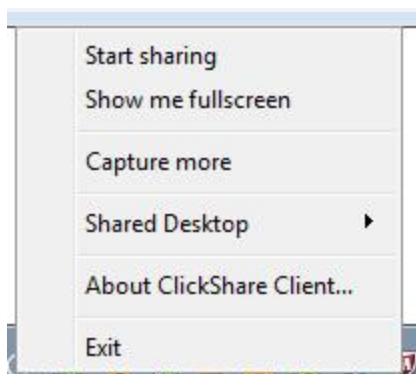 Start sharing
Show me fullscreen
Capture more
Shared Desktop
About ClickShare Client...
Exit